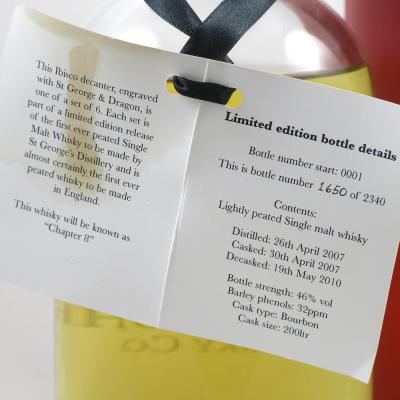 This Ibisco decanter, engraved
with St George & Dragon, is
one of a set of 6. Each set is
part of a limited edition release
of the first ever peated Single
Malt Whisky to be made by
St George's Distillery and is
almost certainly the first ever
peated whisky to be made
in England.
This whisky will be known as
"Chapter 8"
Limited edition bottle details
Bottle number start: 0001
This is bottle number 1650 of 2340
Contents:
Lightly peated Single malt whisky
Distilled: 26th April 2007
Casked: 30th April 2007
Decasked: 19th May 2010
Bottle strength: 46% vol
Barley phenols: 32ppm
Cask type: Bourbon
Cask size: 200ltr